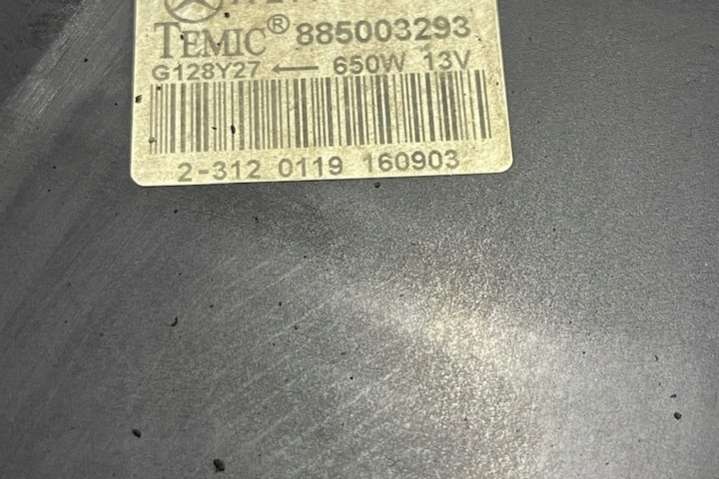 TEMIC® 885003293
G128Y27 ← 650W 13V
2-312 0119 160903